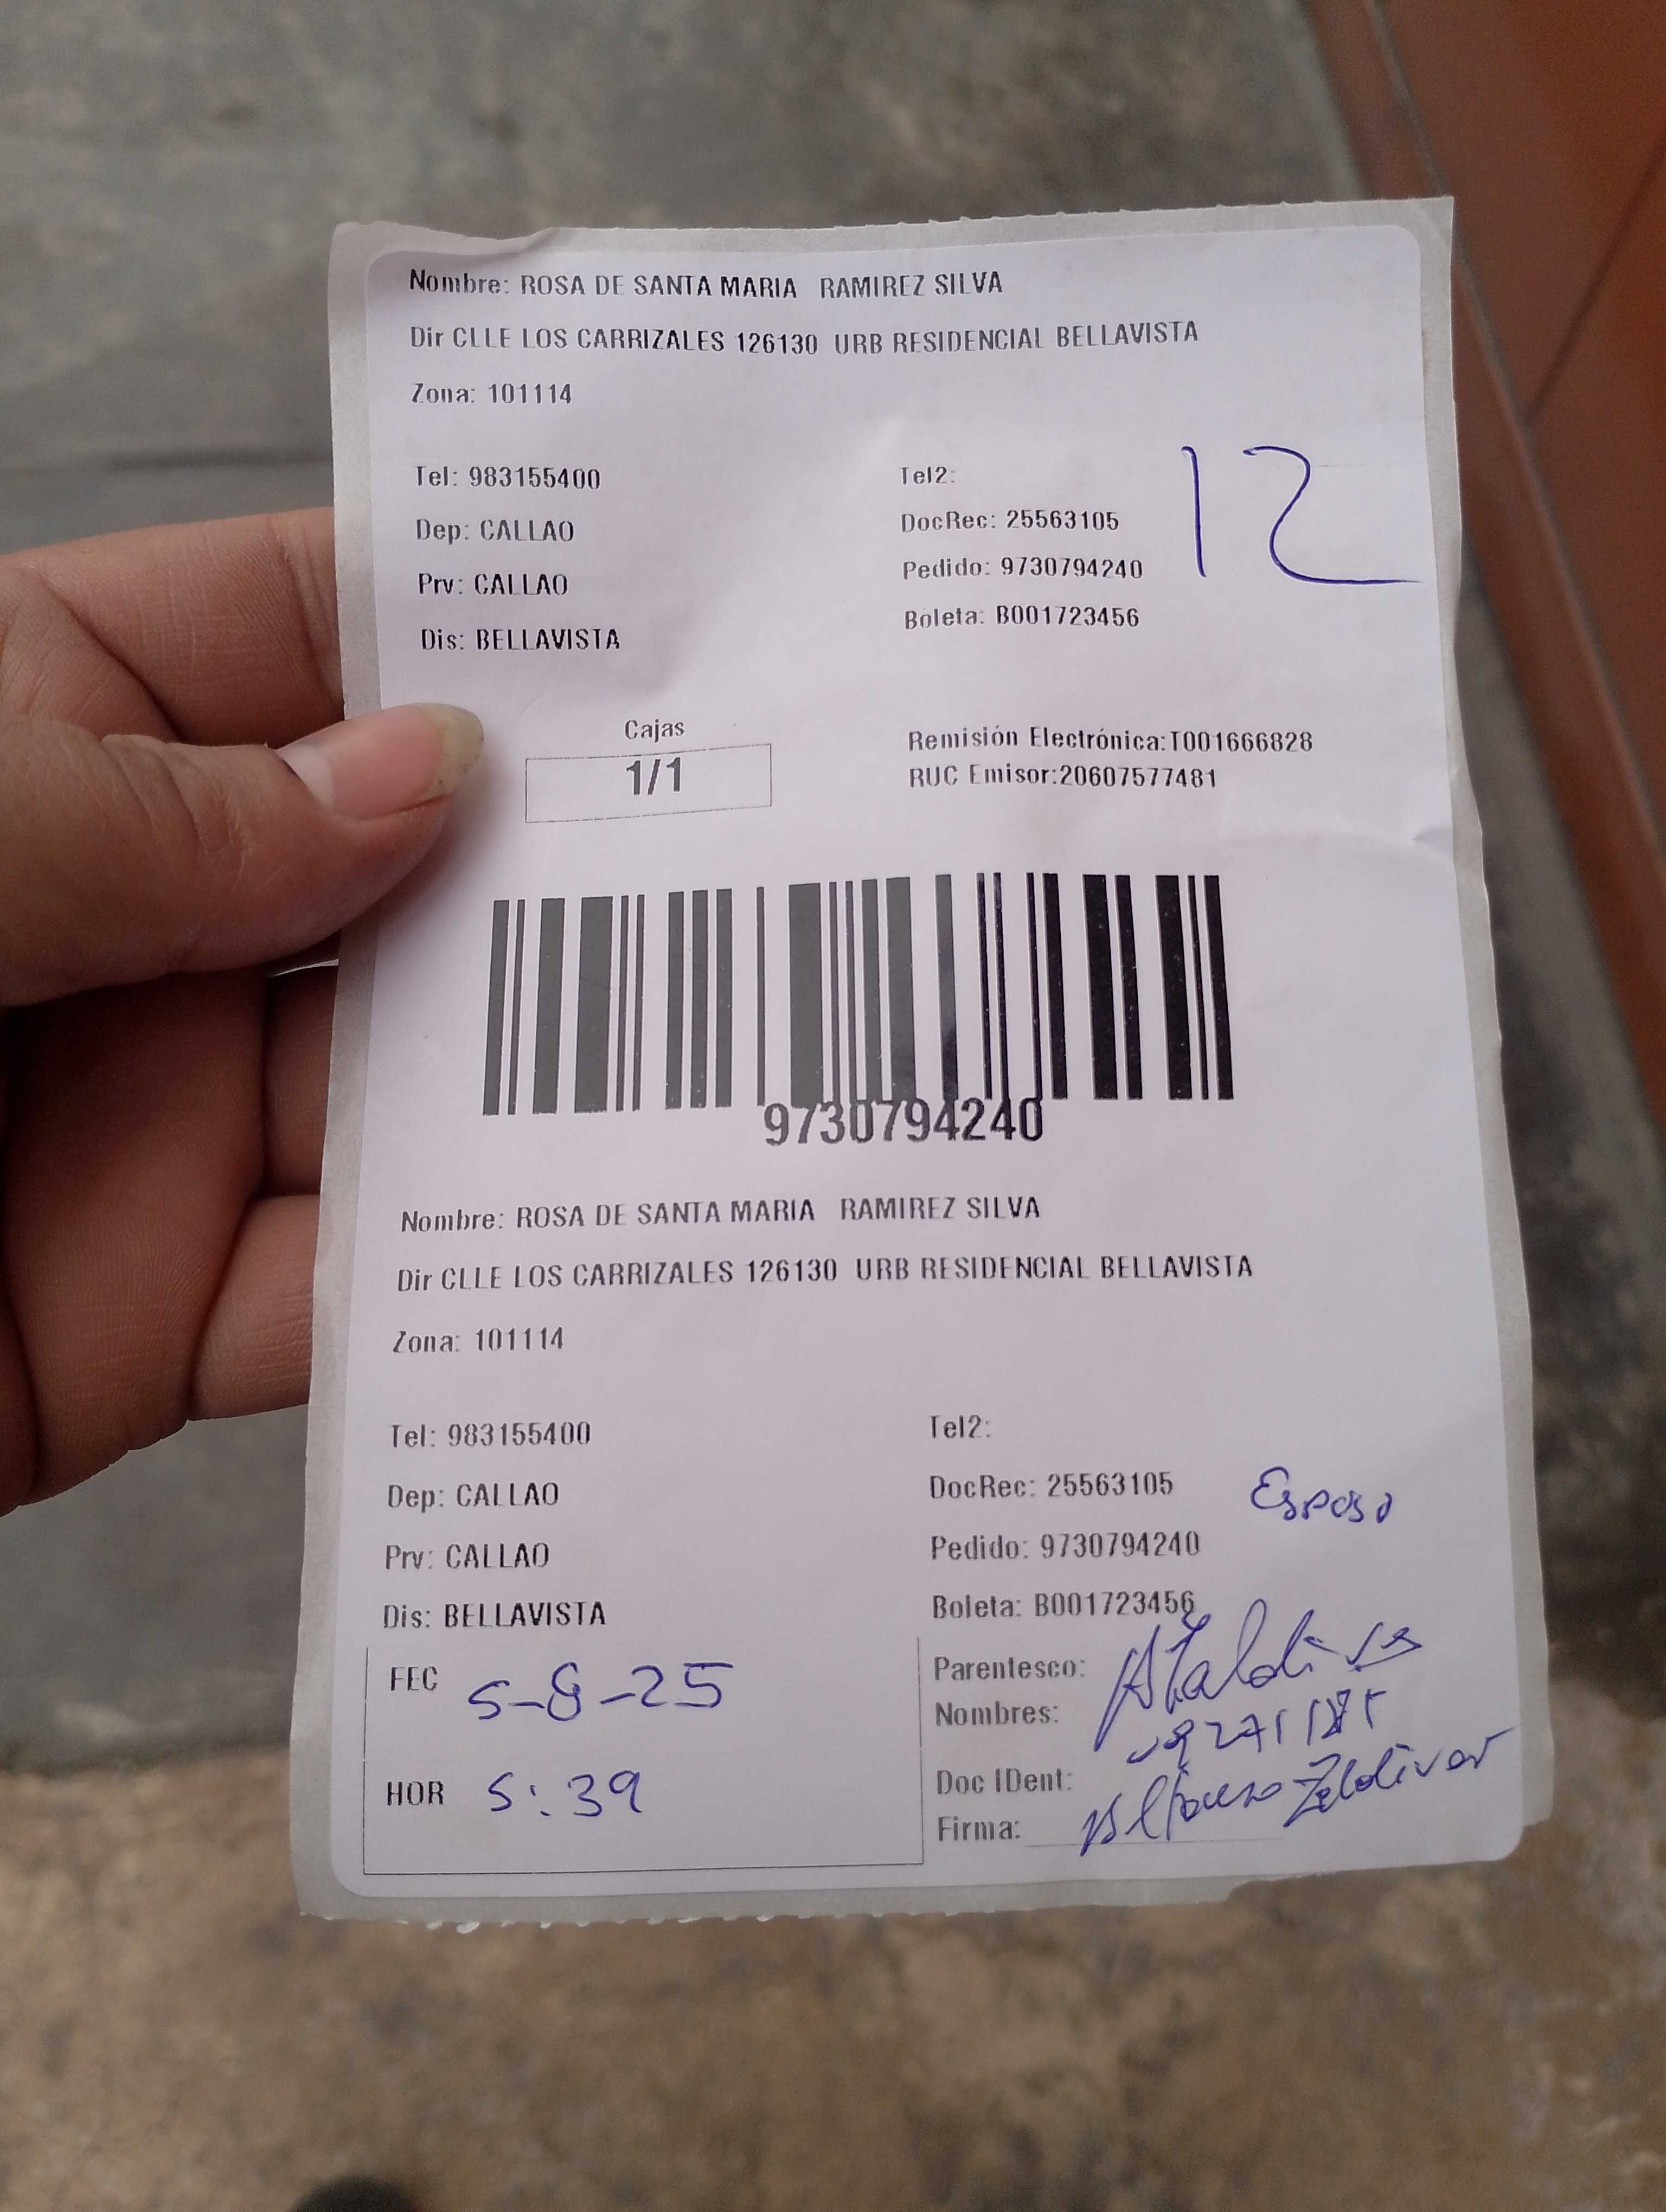 Nombre: ROSA DE SANTA MARIA RAMIREZ SILVA
Dir CLLE LOS CARRIZALES 126130 URB RESIDENCIAL BELLAVISTA
Zona: 101114
Tel: 983155400
Tel2:
12
Dep: CALLAO
DocRec: 25563105
Prv: CALLAO
Pedido: 9730794240
Dis: BELLAVISTA
Boleta: B001723456
Cajas
1/1
Remisión Electrónica:T001666828
RUC Emisor:20607577481
9730794240
Nombre: ROSA DE SANTA MARIA RAMIREZ SILVA
Dir CLLE LOS CARRIZALES 126130 URB RESIDENCIAL BELLAVISTA
Zona: 101114
Tel: 983155400
Tel2:
Dep: CALLAO
DocRec: 25563105
Esposo
Prv: CALLAO
Pedido: 9730794240
Dis: BELLAVISTA
Boleta: B001723456
FEC 5-8-25
Parentesco:
Nombres:
HOR 5:39
Doc IDent:
Firma: